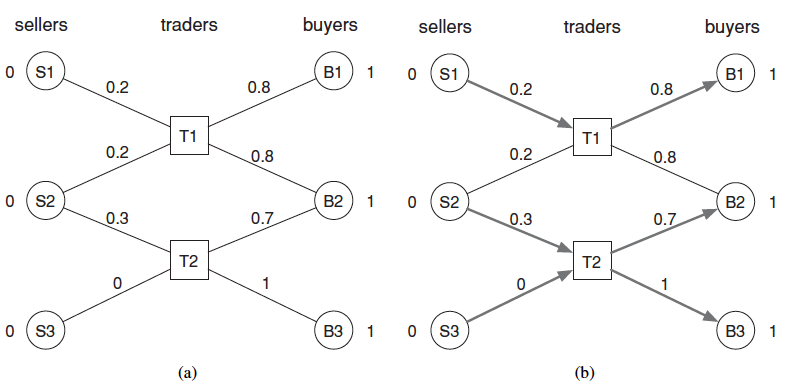 sellers traders buyers
0 S1 B1 1
0.2 0.8
T1
0.2 0.8
0 S2 B2 1
0.3 0.7
T2
0 1
0 S3 B3 1
(a)
sellers traders buyers
0 S1 B1 1
0.2 0.8
T1
0.2 0.8
0 S2 B2 1
0.3 0.7
T2
0 1
0 S3 B3 1
(b)